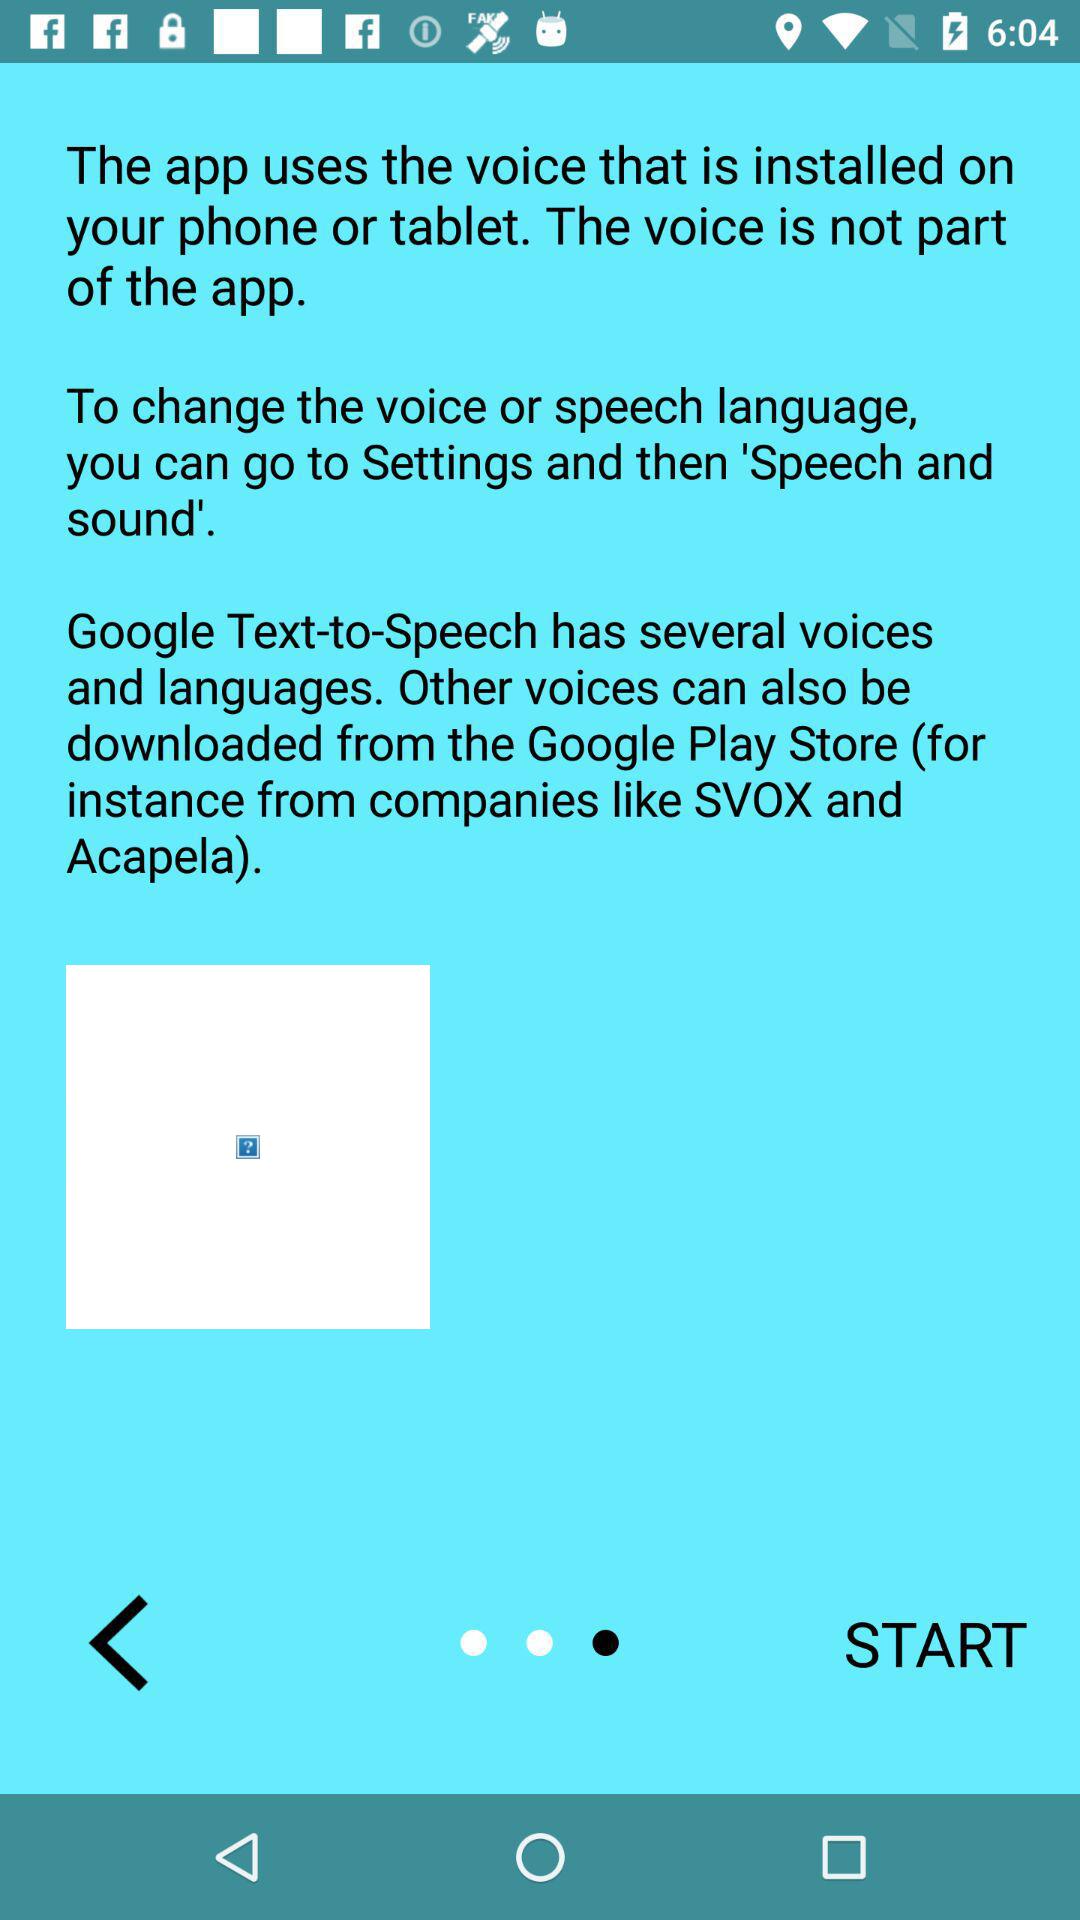 FAKE
6:04
The app uses the voice that is installed on
your phone or tablet. The voice is not part
of the app.
To change the voice or speech language,
you can go to Settings and then 'Speech and
sound'.
Google Text-to-Speech has several voices
and languages. Other voices can also be
downloaded from the Google Play Store (for
instance from companies like SVOX and
Acapela).
?
START